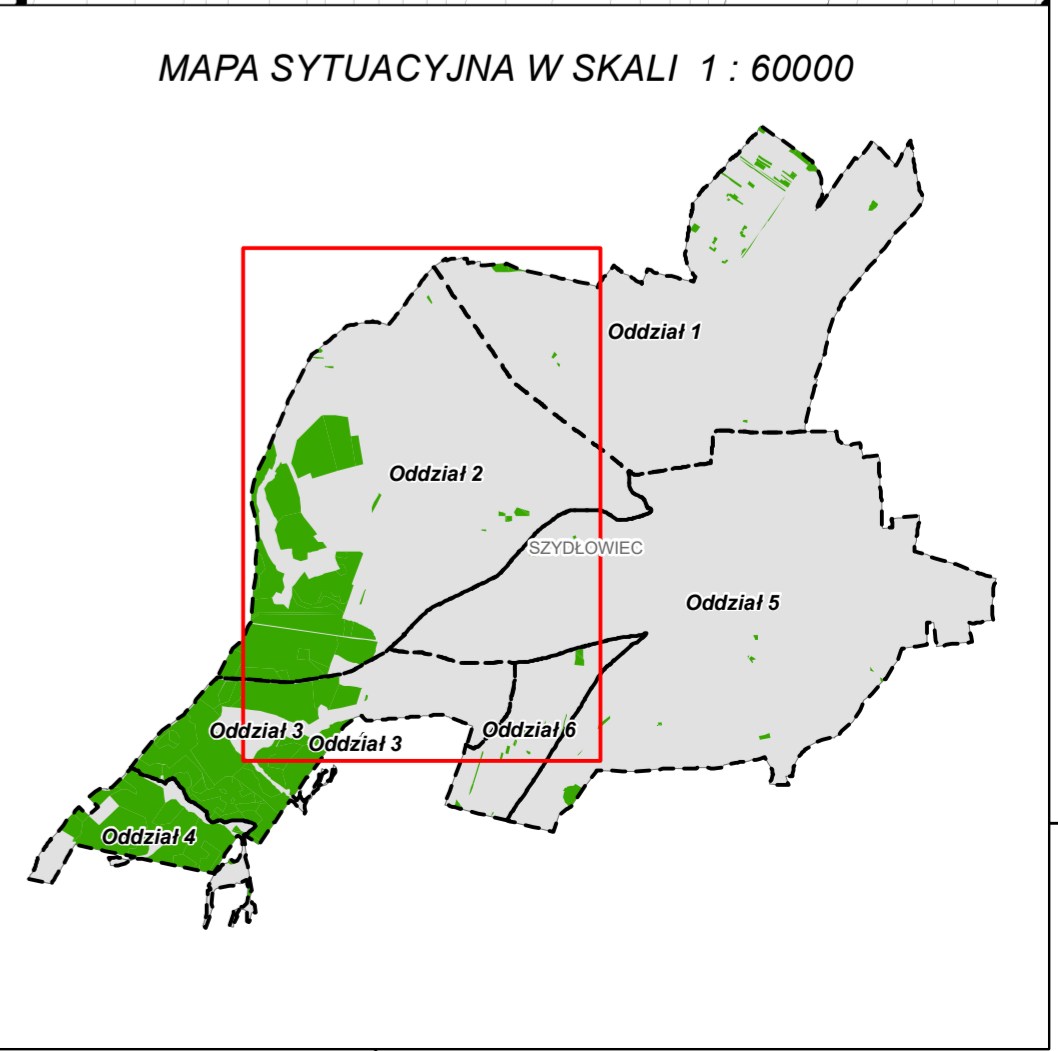 MAPA SYTUACYJNA W SKALI 1 : 60000
Oddział 1
Oddział 2
SZYDŁOWIEC
Oddział 5
Oddział 3
Oddział 3
Oddział 6
Oddział 4